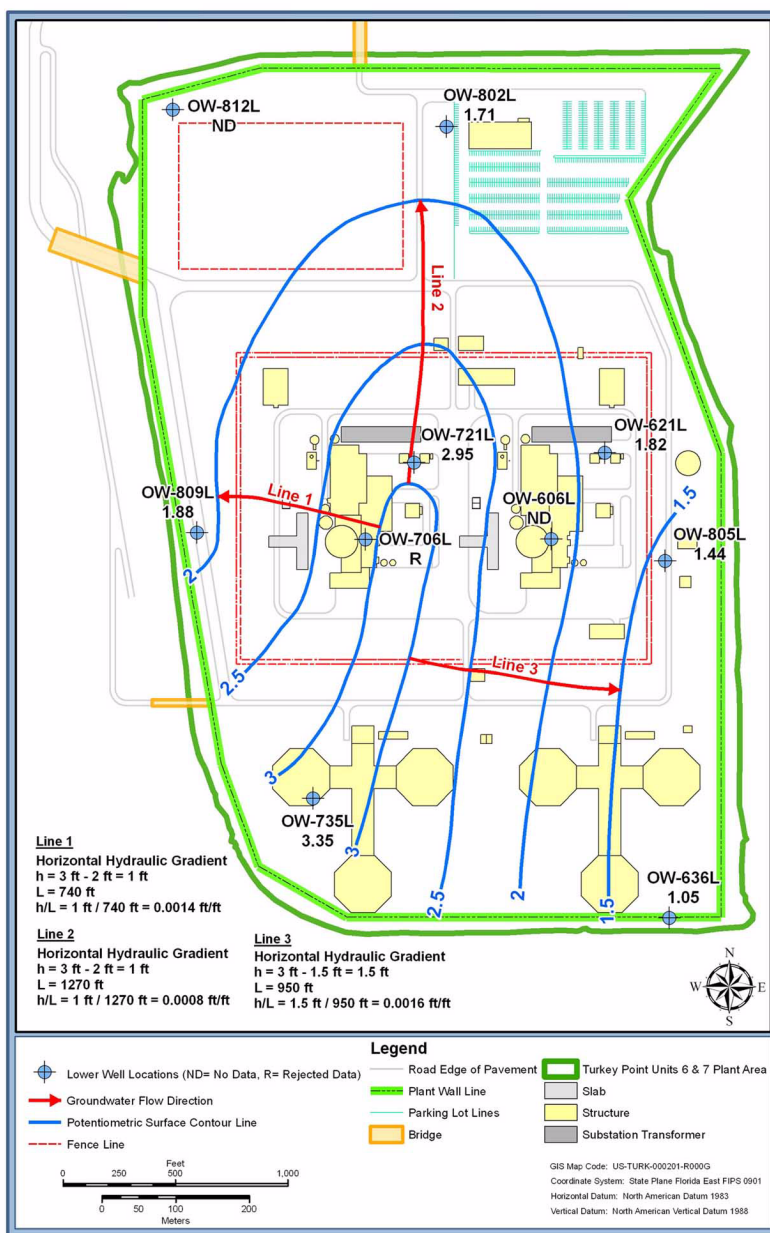 OW-812L
ND
OW-802L
1.71
Line 2
OW-721L
2.95
OW-621L
1.82
OW-809L
1.88
Line 1
OW-606L
ND
1.5
OW-706L
R
OW-805L
1.44
2
2.5
Line 3
3
OW-735L
3.35
3
2.5
2
1.5
OW-636L
1.05
Line 1
Horizontal Hydraulic Gradient
h = 3 ft - 2 ft = 1 ft
L = 740 ft
h/L = 1 ft / 740 ft = 0.0014 ft/ft
Line 2
Horizontal Hydraulic Gradient
h = 3 ft - 2 ft = 1 ft
L = 1270 ft
h/L = 1 ft / 1270 ft = 0.0008 ft/ft
Line 3
Horizontal Hydraulic Gradient
h = 3 ft - 1.5 ft = 1.5 ft
L = 950 ft
h/L = 1.5 ft / 950 ft = 0.0016 ft/ft
N
W
E
S
Legend
Lower Well Locations (ND= No Data, R= Rejected Data)
Groundwater Flow Direction
Potentiometric Surface Contour Line
Fence Line
Road Edge of Pavement
Plant Wall Line
Parking Lot Lines
Bridge
Turkey Point Units 6 & 7 Plant Area
Slab
Structure
Substation Transformer
Feet
0 250 500 1,000
0 50 100 200
Meters
GIS Map Code: US-TURK-000201-R000G
Coordinate System: State Plane Florida East FIPS 0901
Horizontal Datum: North American Datum 1983
Vertical Datum: North American Vertical Datum 1988